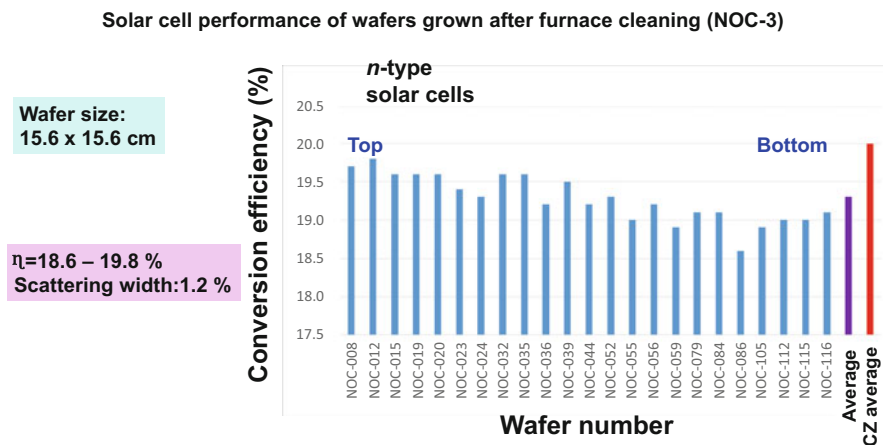 Solar cell performance of wafers grown after furnace cleaning (NOC-3)
Wafer size:
15.6 x 15.6 cm
η=18.6 – 19.8 %
Scattering width:1.2 %
Conversion efficiency (%)
n-type
solar cells
20.5
20.0
19.5
19.0
18.5
18.0
17.5
Top
Bottom
NOC-008
NOC-012
NOC-015
NOC-019
NOC-020
NOC-023
NOC-024
NOC-032
NOC-035
NOC-036
NOC-039
NOC-044
NOC-052
NOC-055
NOC-056
NOC-059
NOC-079
NOC-084
NOC-086
NOC-105
NOC-112
NOC-115
NOC-116
Average
CZ average
Wafer number